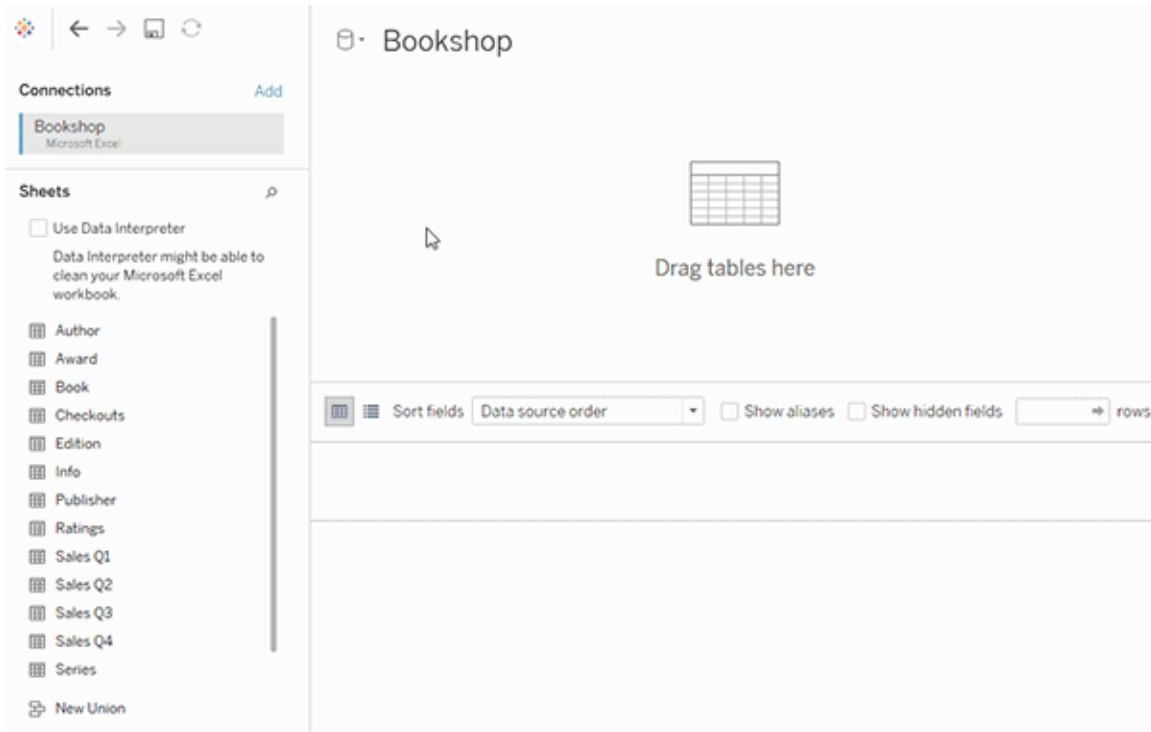 Bookshop
Connections
Add
Bookshop
Microsoft Excel
Sheets
Use Data Interpreter
Data Interpreter might be able to
clean your Microsoft Excel
workbook.
Author
Award
Book
Checkouts
Edition
Info
Publisher
Ratings
Sales Q1
Sales Q2
Sales Q3
Sales Q4
Series
New Union
Drag tables here
Sort fields
Data source order
Show aliases
Show hidden fields
rows